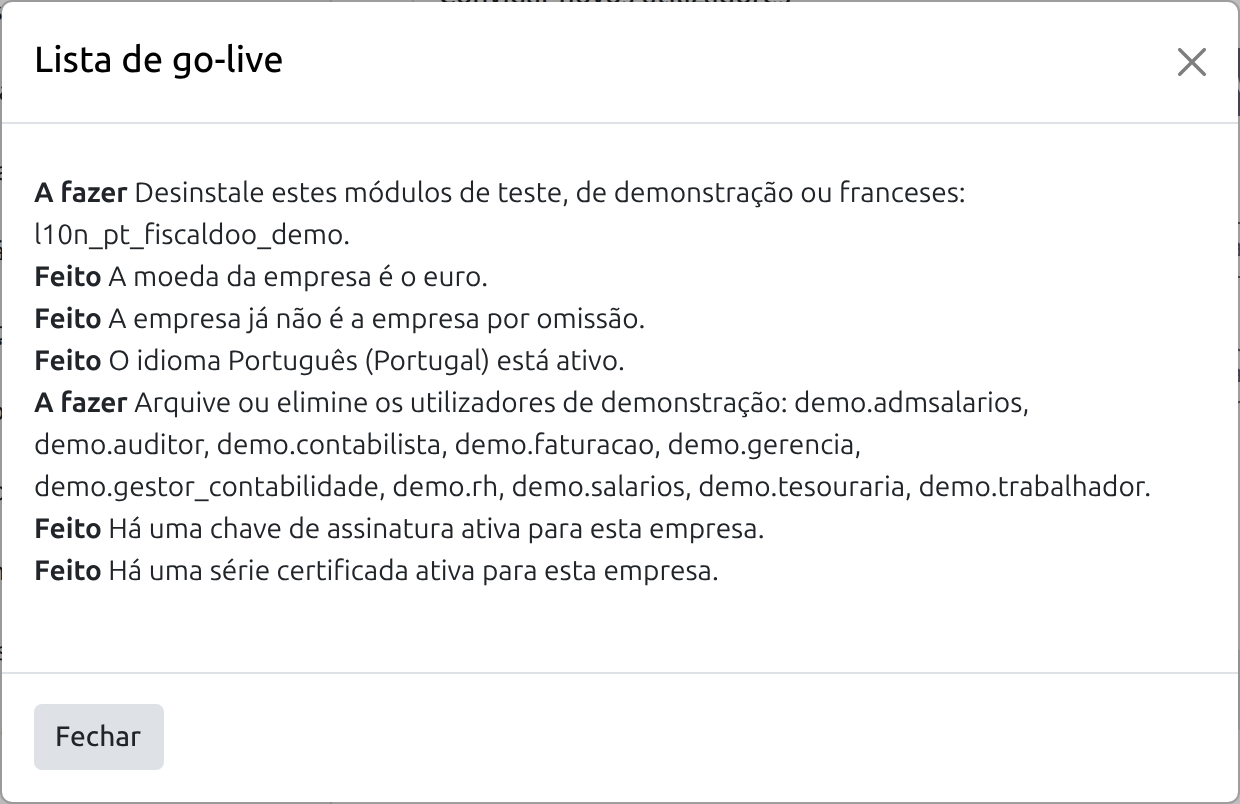 Lista de go-live
A fazer Desinstale estes módulos de teste, de demonstração ou franceses:
l10n_pt_fiscaldoo_demo.
Feito A moeda da empresa é o euro.
Feito A empresa já não é a empresa por omissão.
Feito O idioma Português (Portugal) está ativo.
A fazer Arquive ou elimine os utilizadores de demonstração: demo.admsalarios,
demo.auditor, demo.contabilista, demo.faturacao, demo.gerencia,
demo.gestor_contabilidade, demo.rh, demo.salarios, demo.tesouraria, demo.trabalhador.
Feito Há uma chave de assinatura ativa para esta empresa.
Feito Há uma série certificada ativa para esta empresa.
Fechar